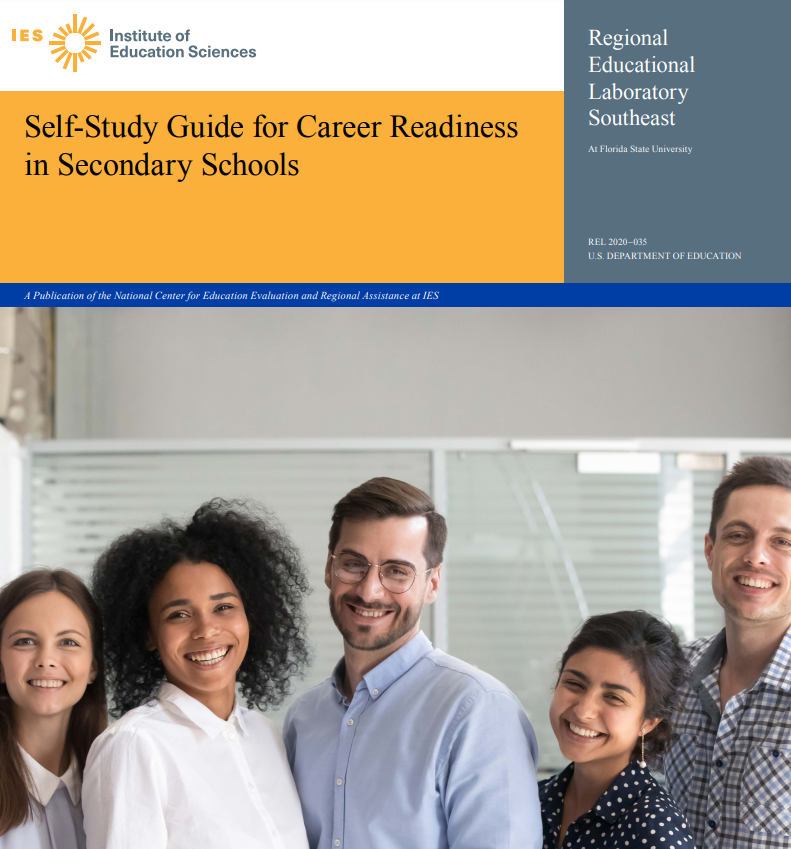 IES
Institute of
Education Sciences
Self-Study Guide for Career Readiness
in Secondary Schools
Regional
Educational
Laboratory
Southeast
At Florida State University
REL 2020–035
U.S. DEPARTMENT OF EDUCATION
A Publication of the National Center for Education Evaluation and Regional Assistance at IES